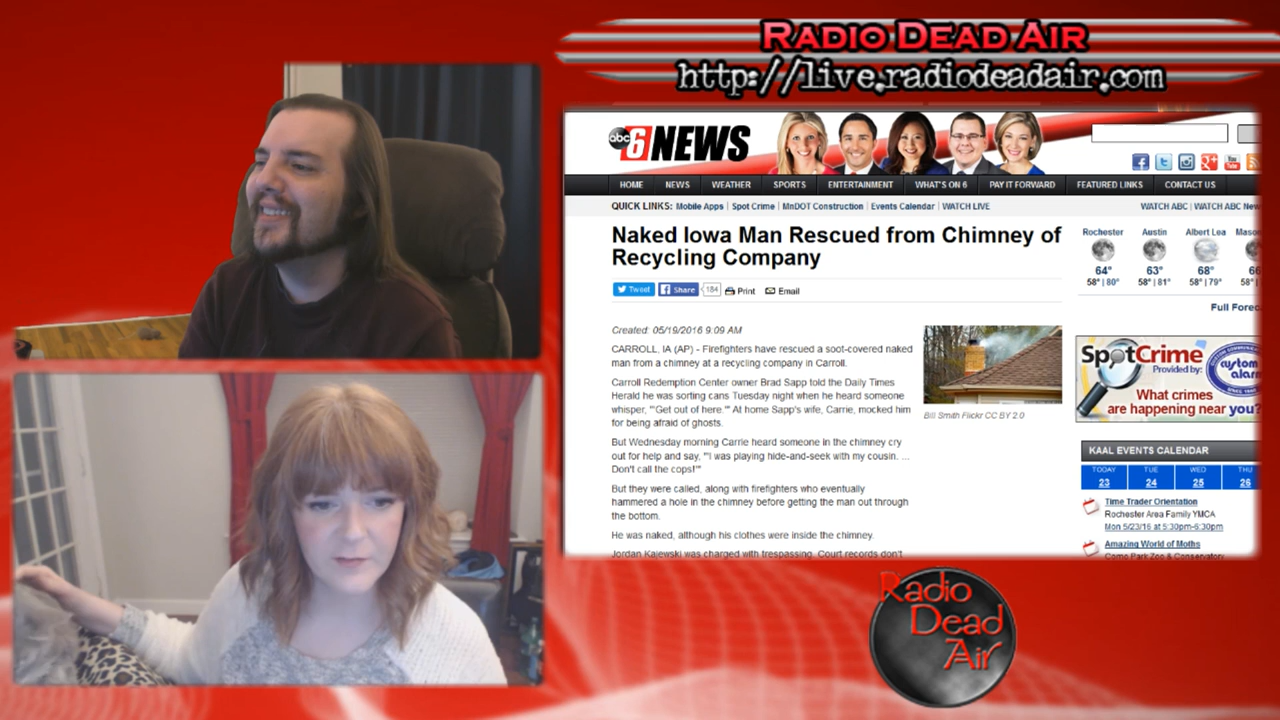 RADIO DEAD AIR
http://live.radiodeadair.com
abc 6 NEWS
HOME NEWS WEATHER SPORTS ENTERTAINMENT WHAT'S ON 6 PAY IT FORWARD FEATURED LINKS CONTACT US
QUICK LINKS: Mobile Apps | Spot Crime | MnDOT Construction | Events Calendar | WATCH LIVE WATCH ABC | WATCH ABC New
Naked Iowa Man Rescued from Chimney of
Recycling Company
Tweet Share 184 Print Email
Created: 05/19/2016 9:09 AM
CARROLL, IA (AP) - Firefighters have rescued a soot-covered naked
man from a chimney at a recycling company in Carroll.
Carroll Redemption Center owner Brad Sapp told the Daily Times
Herald he was sorting cans Tuesday night when he heard someone
whisper, '"Get out of here."' At home Sapp's wife, Carrie, mocked him
for being afraid of ghosts.
But Wednesday morning Carrie heard someone in the chimney cry
out for help and say, "'I was playing hide-and-seek with my cousin. ...
Don't call the cops!'"
But they were called, along with firefighters who eventually
hammered a hole in the chimney before getting the man out through
the bottom.
He was naked, although his clothes were inside the chimney.
Jordan Kajewski was charged with trespassing. Court records don't
Bill Smith Flickr CC BY 2.0
Rochester Austin Albert Lea Mason
64° 63° 68° 66
58° | 80° 58° | 81° 58° | 79° 58° |
Full Forec
SpotCrime
Provided by:
custom
alarm
What crimes
are happening near you?
KAAL EVENTS CALENDAR
TODAY TUE WED THU
23 24 25 26
Time Trader Orientation
Rochester Area Family YMCA
Mon 5/23/16 at 5:30pm-6:30pm
Amazing World of Moths
Como Park Zoo & Conservatory
Radio
Dead
Air